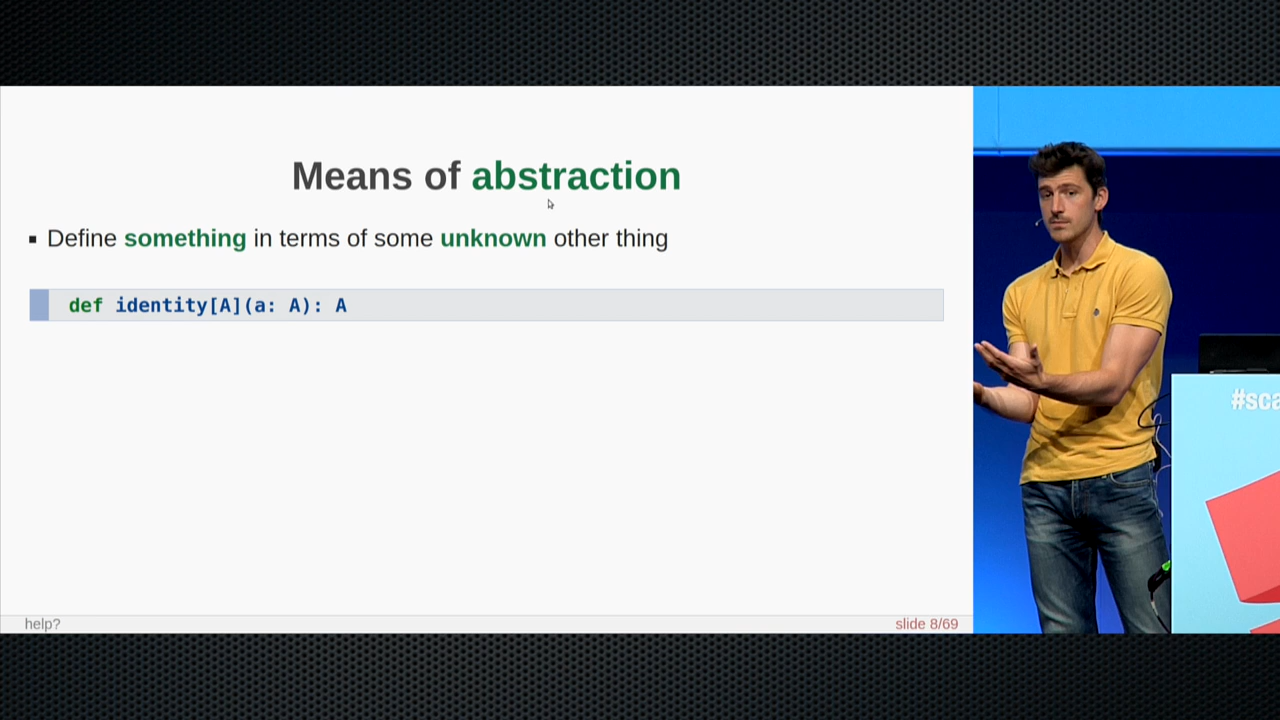 Means of abstraction
▪ Define something in terms of some unknown other thing
def identity[A](a: A): A
help?
slide 8/69
#sca